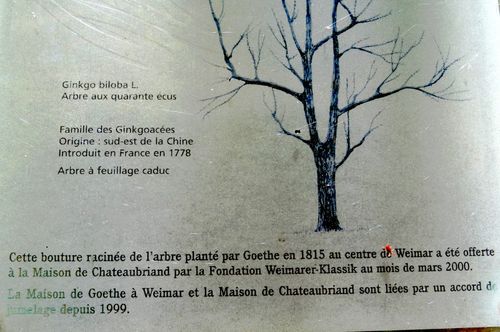 Ginkgo biloba L.
Arbre aux quarante écus
Famille des Ginkgoacées
Origine : sud-est de la Chine
Introduit en France en 1778
Arbre à feuillage caduc
Cette bouture racinée de l'arbre planté par Goethe en 1815 au centre de Weimar a été offerte
à la Maison de Chateaubriand par la Fondation Weimarer-Klassik au mois de mars 2000.
La Maison de Goethe à Weimar et la Maison de Chateaubriand sont liées par un accord de
jumelage depuis 1999.